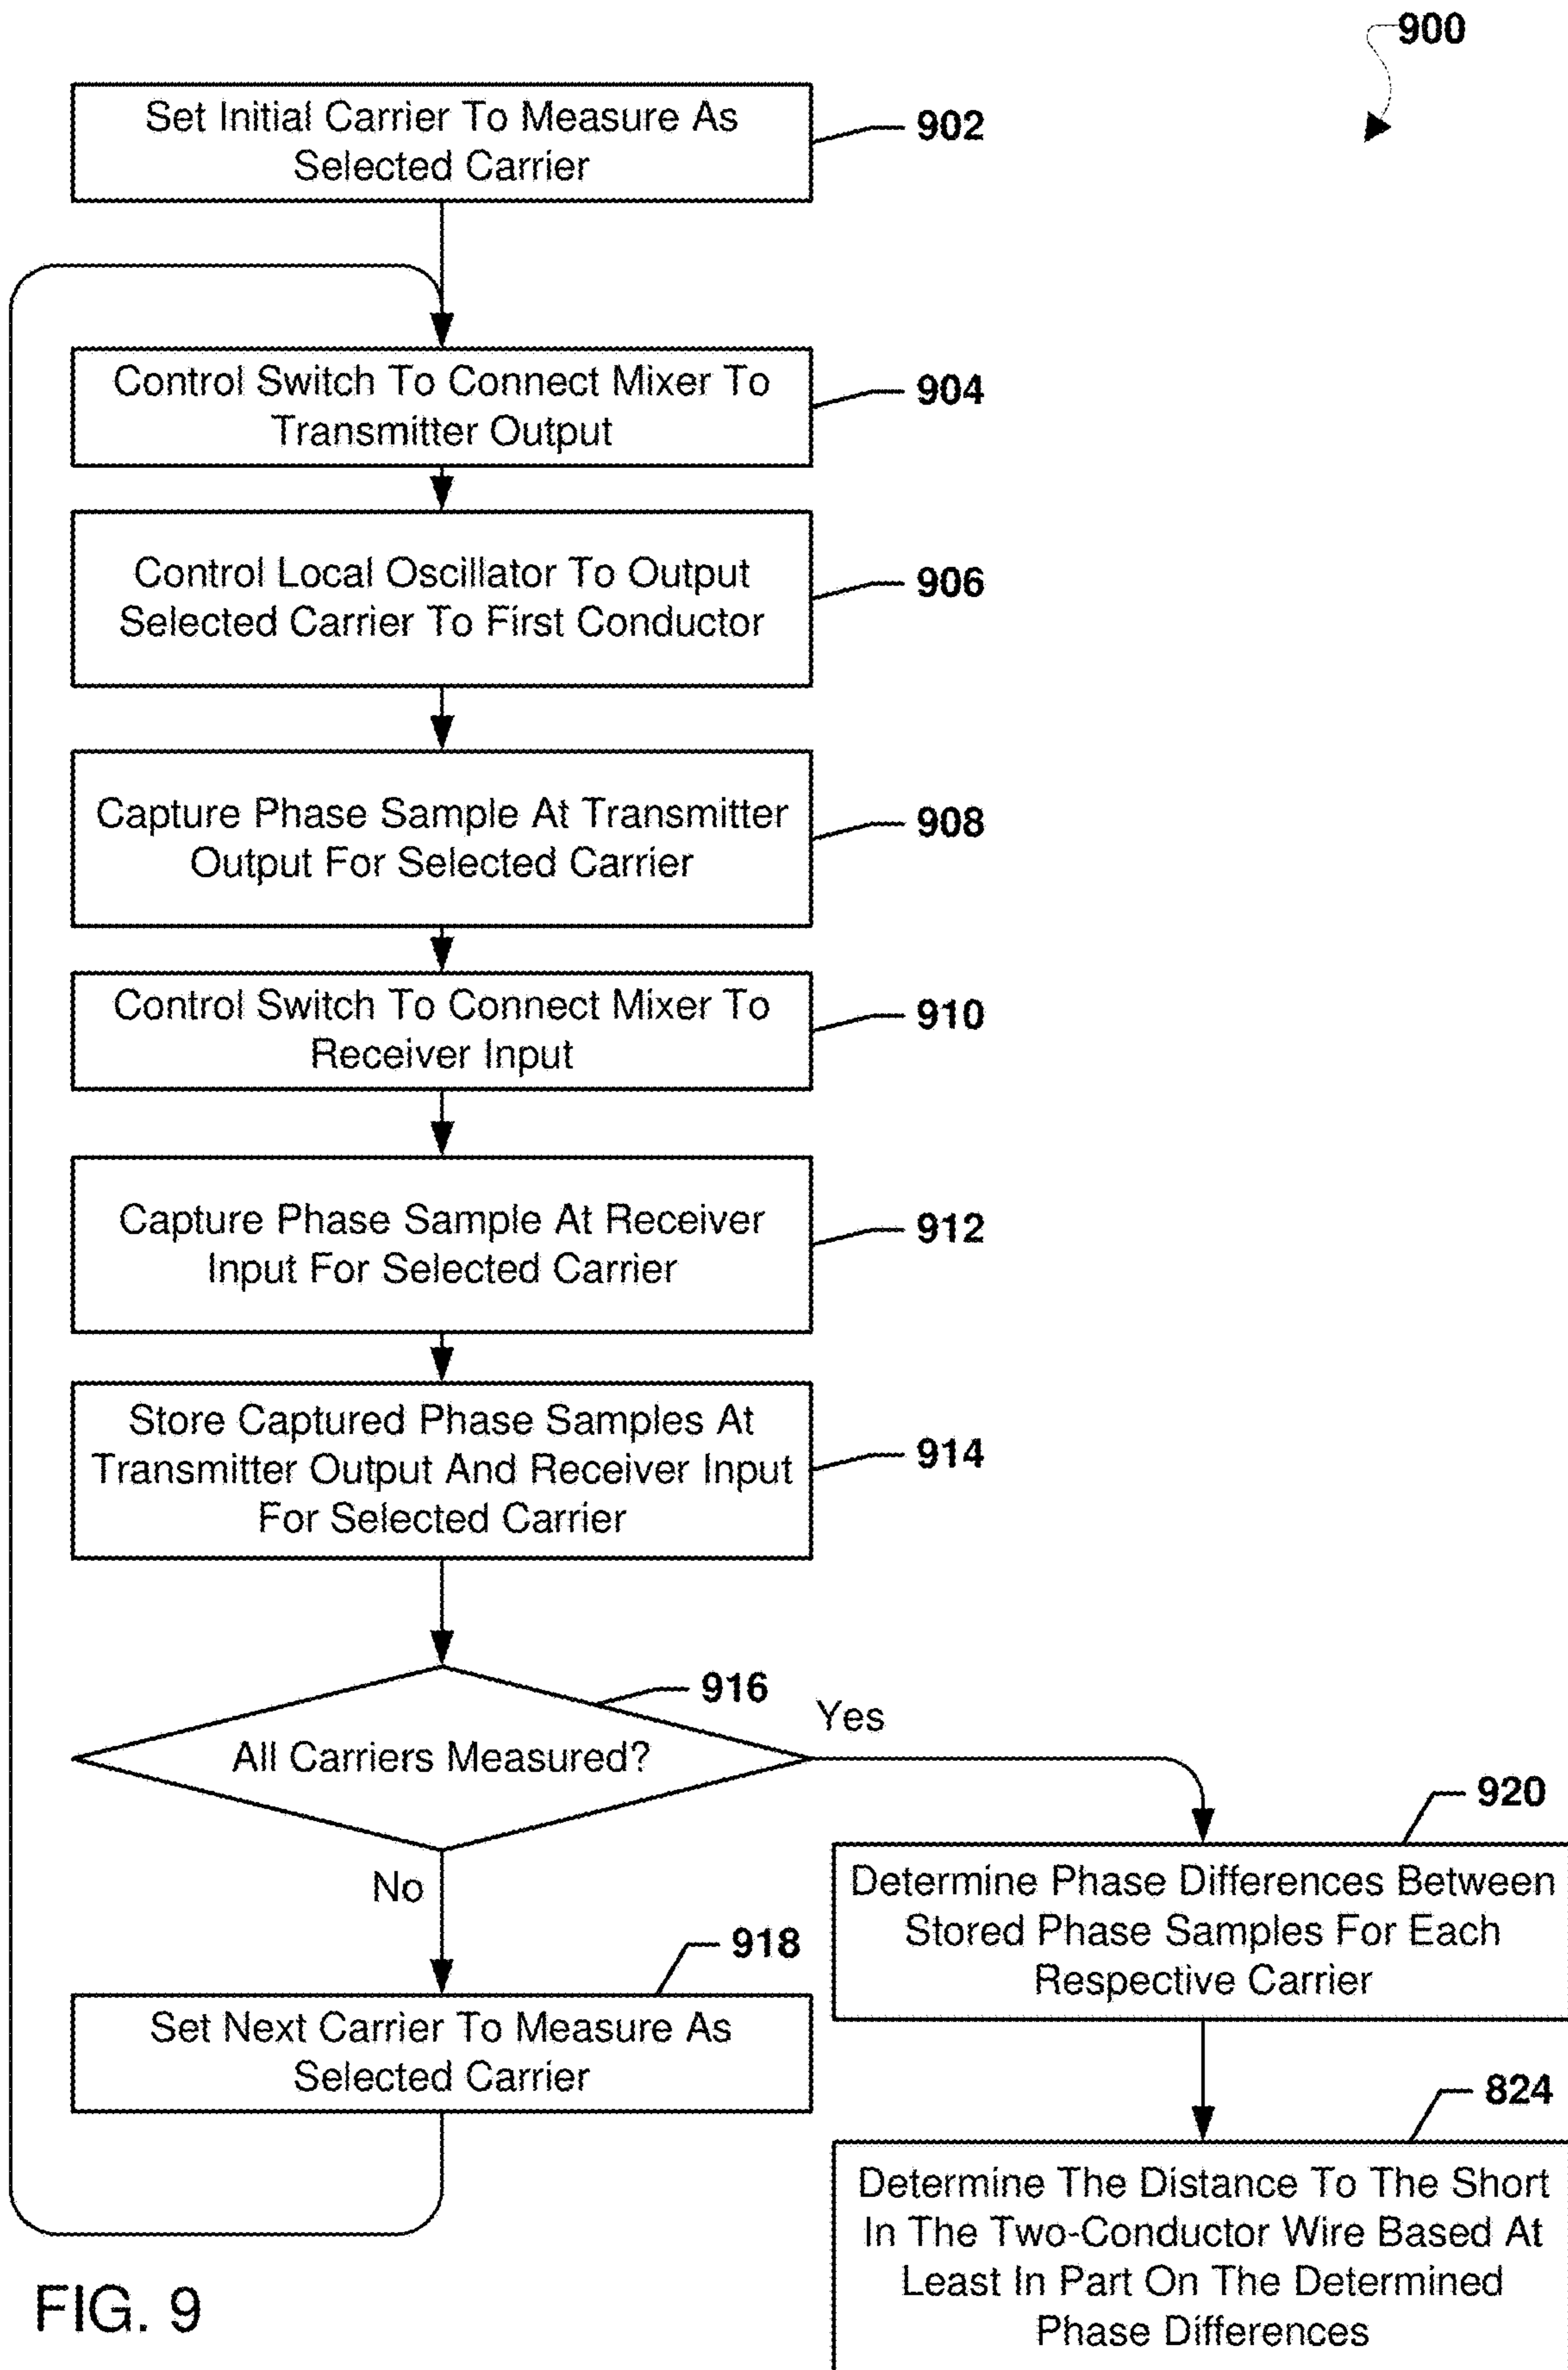 900
Set Initial Carrier To Measure As
Selected Carrier
902
Control Switch To Connect Mixer To
Transmitter Output
904
Control Local Oscillator To Output
Selected Carrier To First Conductor
906
Capture Phase Sample At Transmitter
Output For Selected Carrier
908
Control Switch To Connect Mixer To
Receiver Input
910
Capture Phase Sample At Receiver
Input For Selected Carrier
912
Store Captured Phase Samples At
Transmitter Output And Receiver Input
For Selected Carrier
914
All Carriers Measured?
916
Yes
No
Set Next Carrier To Measure As
Selected Carrier
918
920
Determine Phase Differences Between
Stored Phase Samples For Each
Respective Carrier
824
Determine The Distance To The Short
In The Two-Conductor Wire Based At
Least In Part On The Determined
Phase Differences
FIG. 9